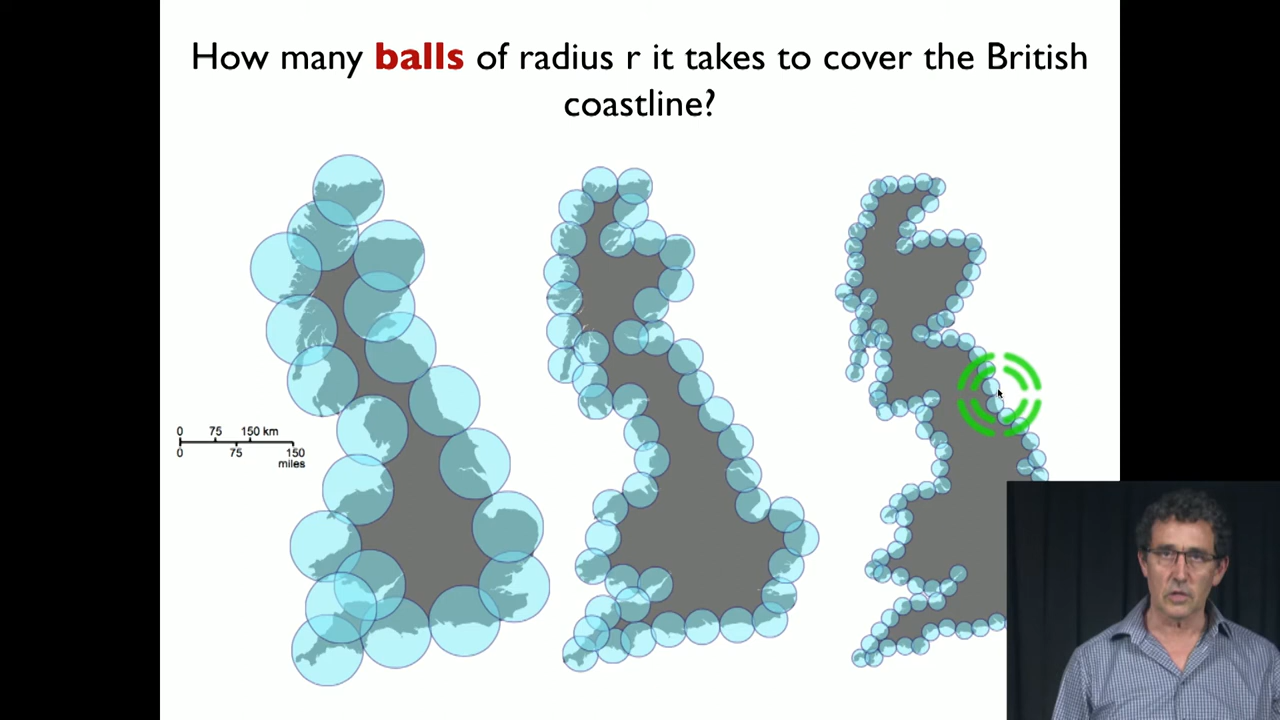 How many balls of radius r it takes to cover the British
coastline?
0 75 150 km
0 75 150
miles